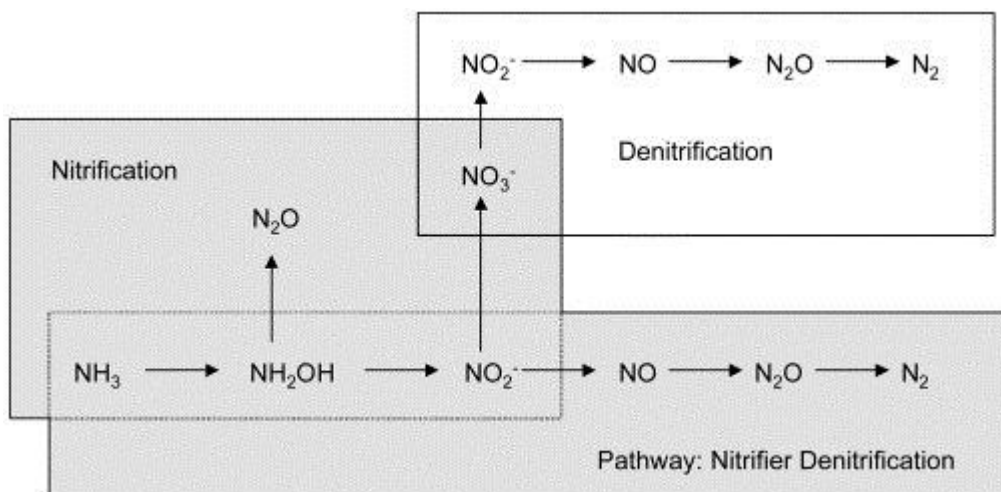 NO₂⁻ NO N₂O N₂
Denitrification
Nitrification
NO₃⁻
N₂O
NH₃ NH₂OH NO₂⁻ NO N₂O N₂
Pathway: Nitrifier Denitrification